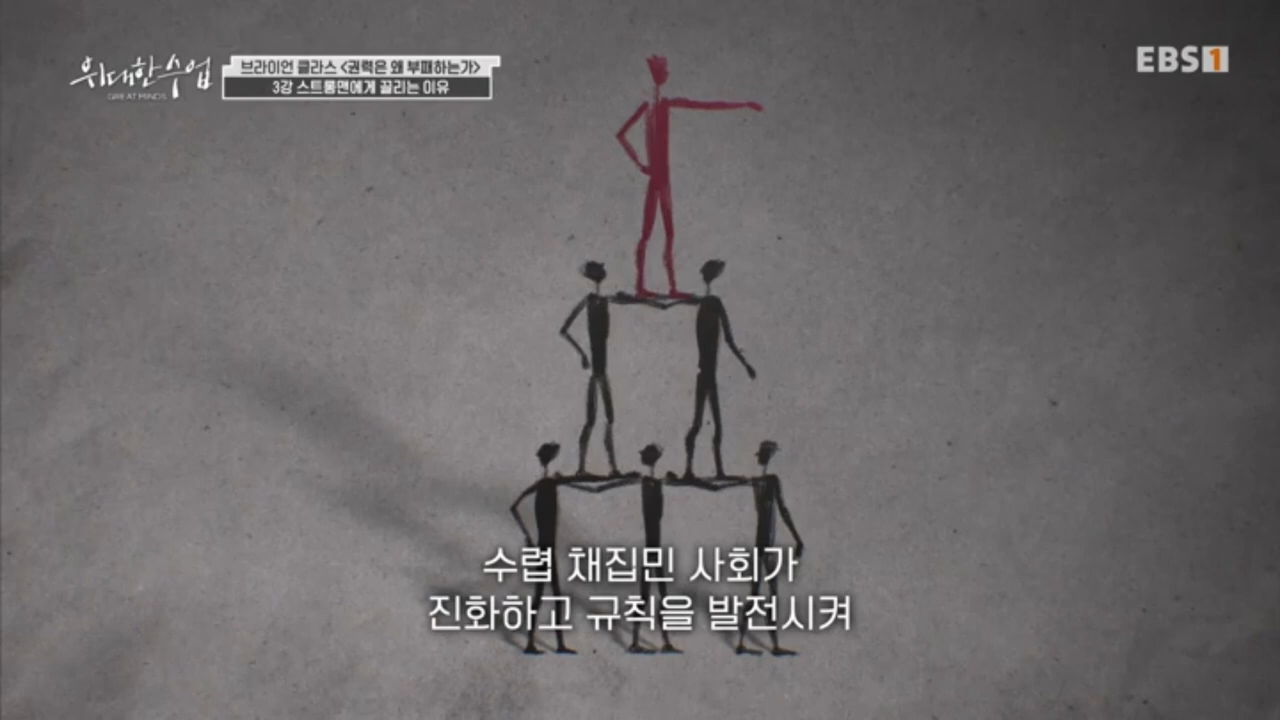 위대한 수업
GREAT MINDS
브라이언 클라스 <권력은 왜 부패하는가>
3강 스트롱맨에게 끌리는 이유
EBS 1
수렵 채집민 사회가
진화하고 규칙을 발전시켜